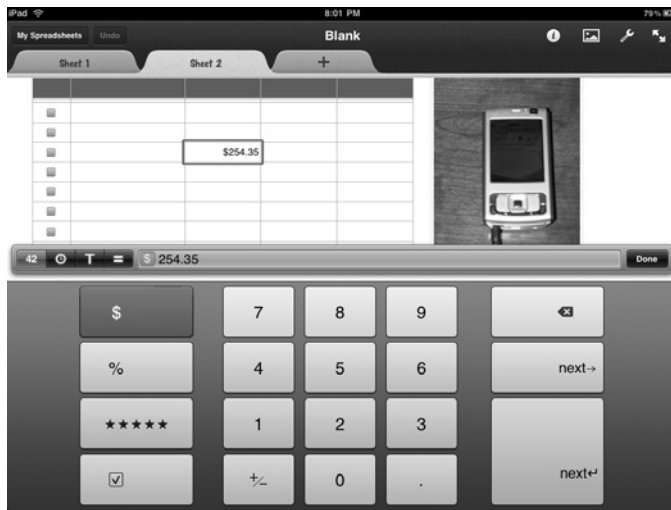 iPad 8:01 PM 79%
My Spreadsheets Undo Blank
Sheet 1 Sheet 2 +
$254.35
42 T = $ 254.35 Done
$ 7 8 9
% 4 5 6 next→
★★★★★ 1 2 3
+/- 0 . next↵